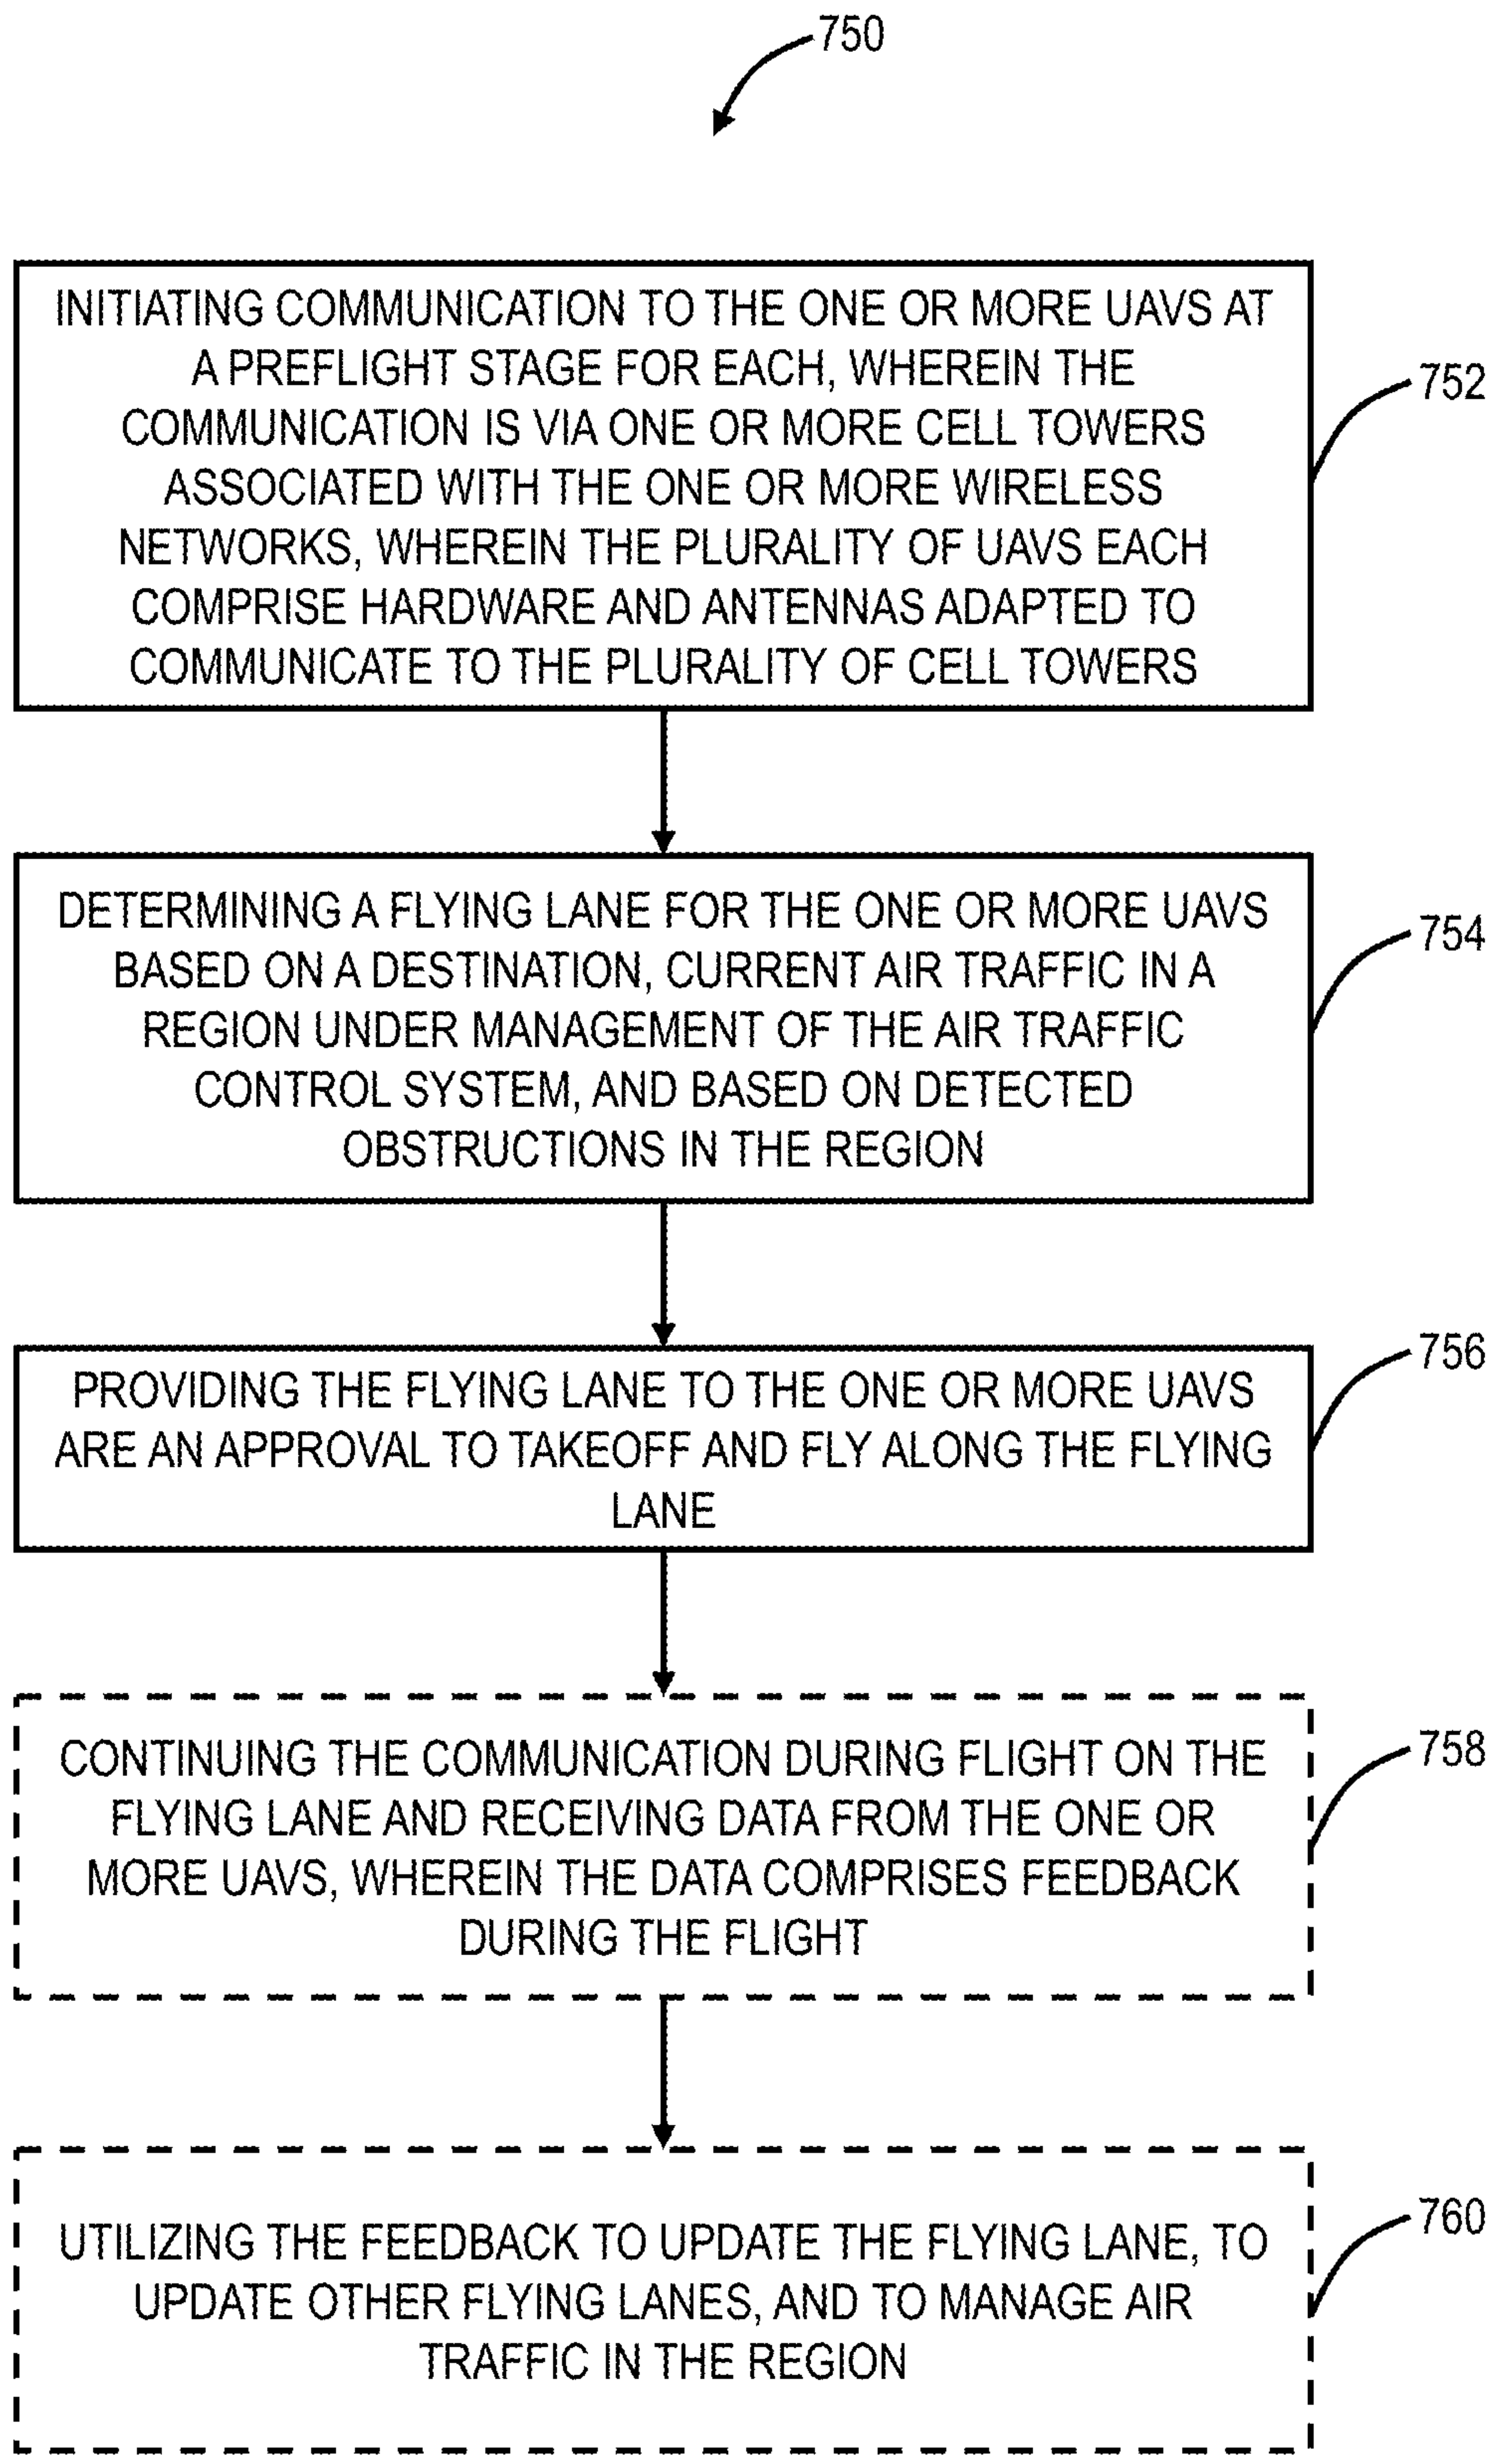 750
INITIATING COMMUNICATION TO THE ONE OR MORE UAVS AT
A PREFLIGHT STAGE FOR EACH, WHEREIN THE
COMMUNICATION IS VIA ONE OR MORE CELL TOWERS
ASSOCIATED WITH THE ONE OR MORE WIRELESS
NETWORKS, WHEREIN THE PLURALITY OF UAVS EACH
COMPRISE HARDWARE AND ANTENNAS ADAPTED TO
COMMUNICATE TO THE PLURALITY OF CELL TOWERS
752
DETERMINING A FLYING LANE FOR THE ONE OR MORE UAVS
BASED ON A DESTINATION, CURRENT AIR TRAFFIC IN A
REGION UNDER MANAGEMENT OF THE AIR TRAFFIC
CONTROL SYSTEM, AND BASED ON DETECTED
OBSTRUCTIONS IN THE REGION
754
PROVIDING THE FLYING LANE TO THE ONE OR MORE UAVS
ARE AN APPROVAL TO TAKEOFF AND FLY ALONG THE FLYING
LANE
756
CONTINUING THE COMMUNICATION DURING FLIGHT ON THE
FLYING LANE AND RECEIVING DATA FROM THE ONE OR
MORE UAVS, WHEREIN THE DATA COMPRISES FEEDBACK
DURING THE FLIGHT
758
UTILIZING THE FEEDBACK TO UPDATE THE FLYING LANE, TO
UPDATE OTHER FLYING LANES, AND TO MANAGE AIR
TRAFFIC IN THE REGION
760